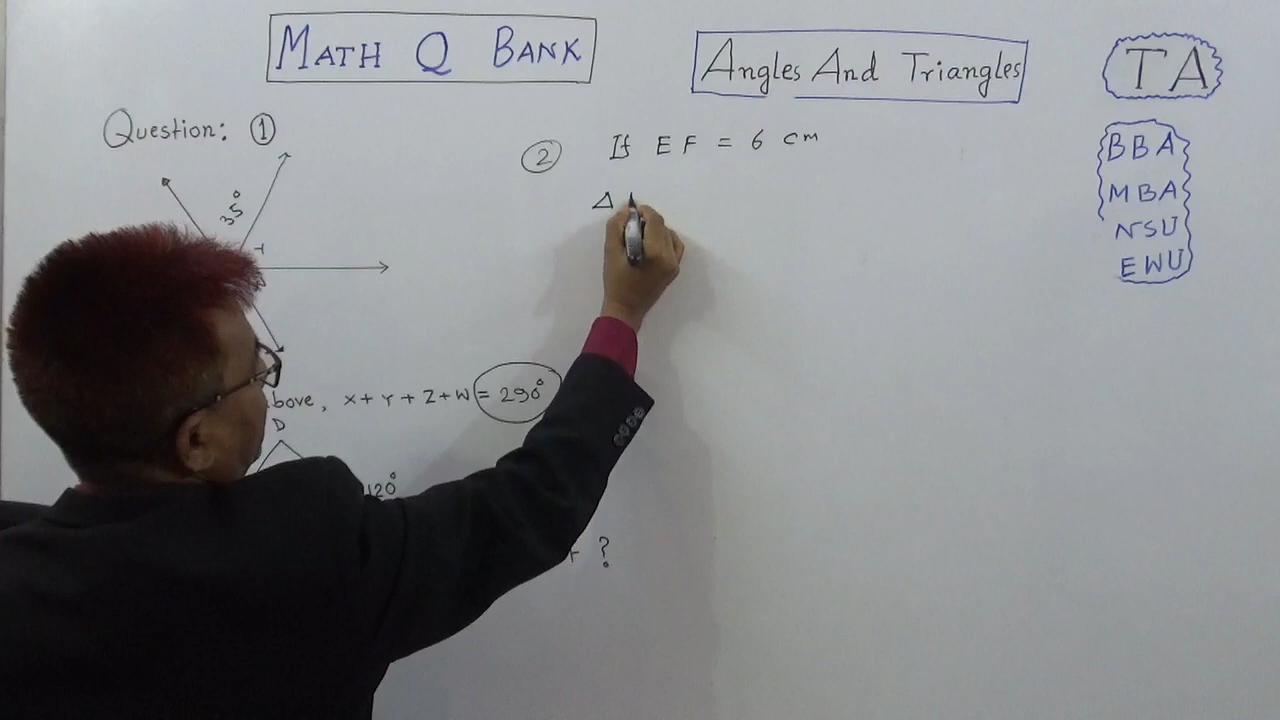 MATH Q BANK
Angles And Triangles
TA
BBA
MBA
NSU
EWU
Question: ①
35°
② If EF = 6 cm
Δ
bove, X+Y+Z+W = 290°
D
120°
?